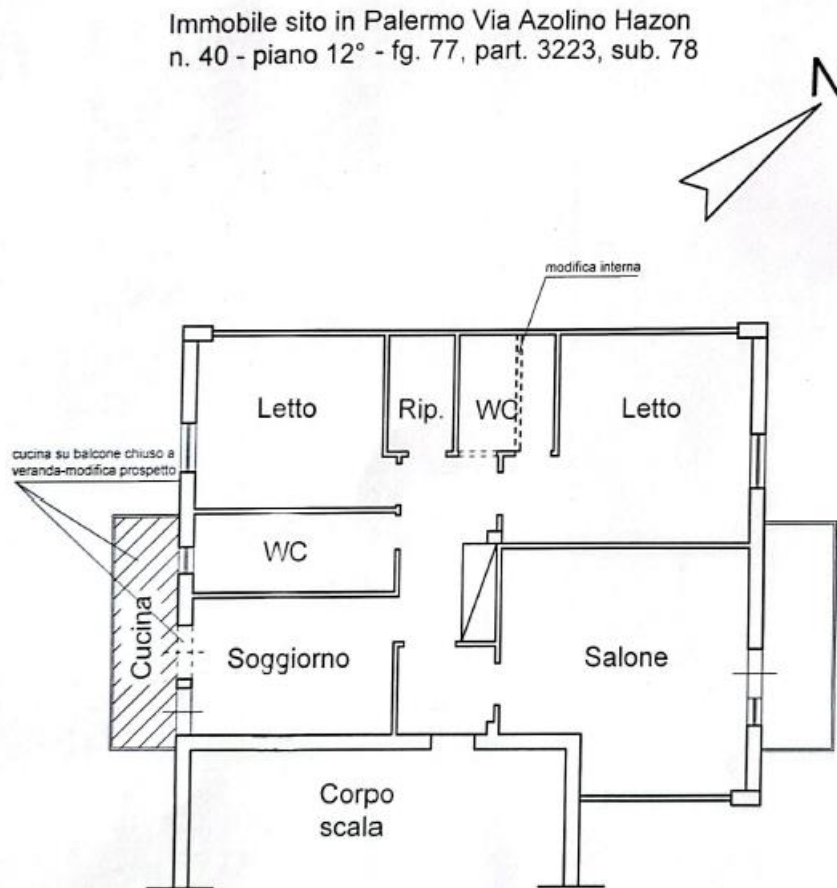 Immobile sito in Palermo Via Azolino Hazon
n. 40 - piano 12° - fg. 77, part. 3223, sub. 78
N
modifica interna
Letto
Rip.
WC
Letto
cucina su balcone chiuso a
veranda-modifica prospetto
WC
Cucina
Soggiorno
Salone
Corpo
scala